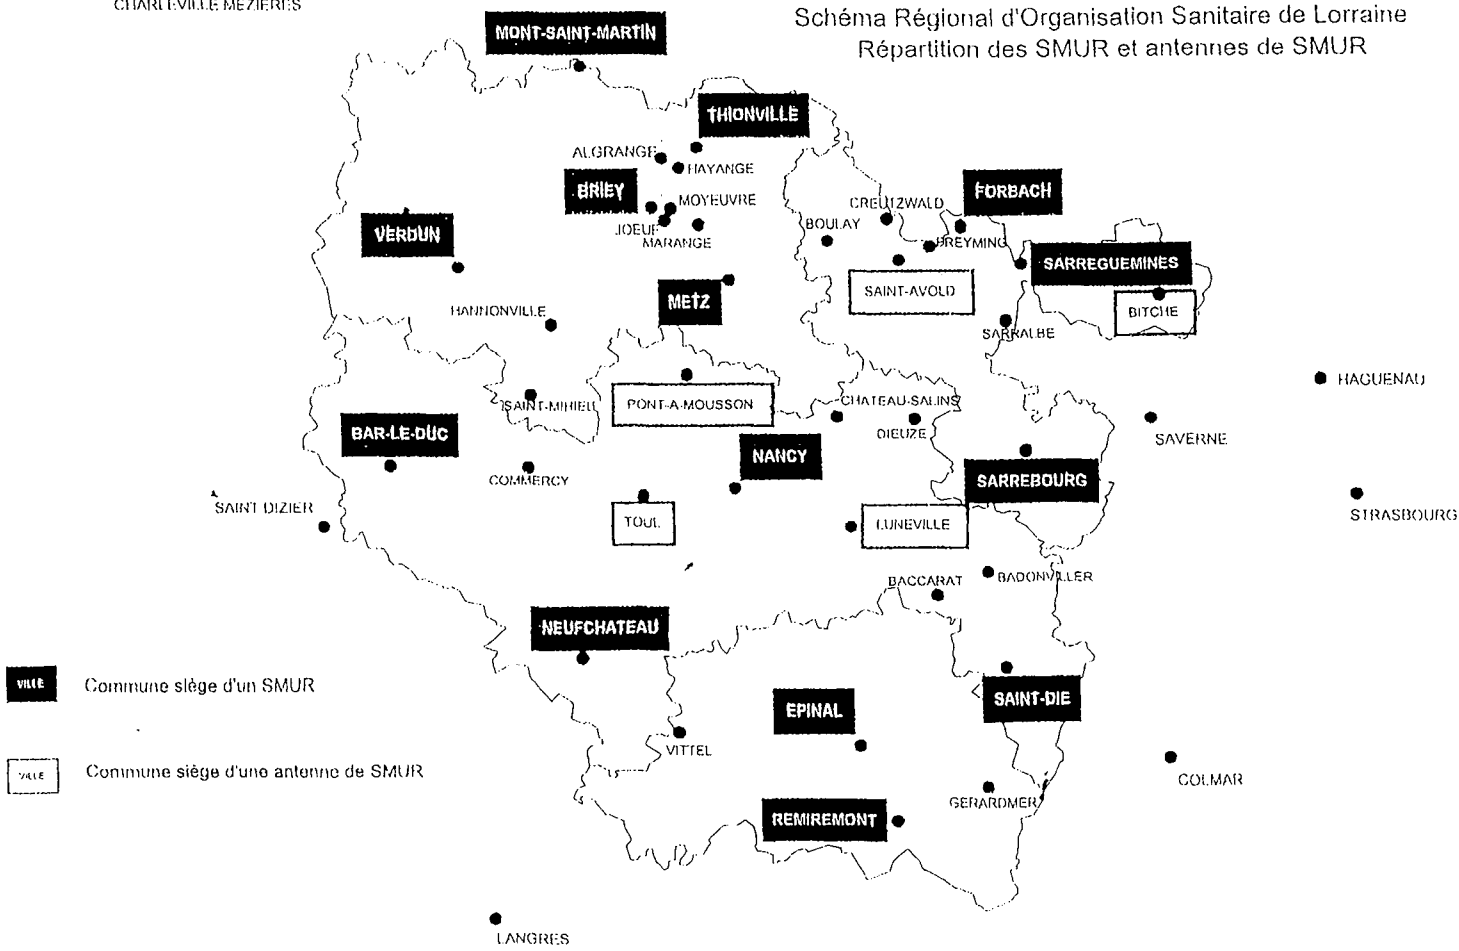 CHARLEVILLE MEZIERES
Schéma Régional d'Organisation Sanitaire de Lorraine
Répartition des SMUR et antennes de SMUR
MONT-SAINT-MARTIN
THIONVILLE
ALGRANGE
HAYANGE
BRIEY
MOYEUVRE
JOEUF
MARANGE
FORBACH
CREUTZWALD
BOULAY
FREYMING
VERDUN
SARREGUEMINES
METZ
SAINT-AVOLD
BITCHE
HANNONVILLE
SARRALBE
HAGUENAU
SAINT-MIHIEL
PONT-A-MOUSSON
CHATEAU-SALINS
DIEUZE
BAR-LE-DUC
SAVERNE
NANCY
COMMERCY
SARREBOURG
SAINT DIZIER
TOUL
LUNEVILLE
STRASBOURG
BACCARAT
BADONVILLER
NEUFCHATEAU
VILLE
Commune siège d'un SMUR
SAINT-DIE
EPINAL
VITTEL
VILLE
Commune siège d'une antenne de SMUR
COLMAR
GERARDMER
REMIREMONT
LANGRES